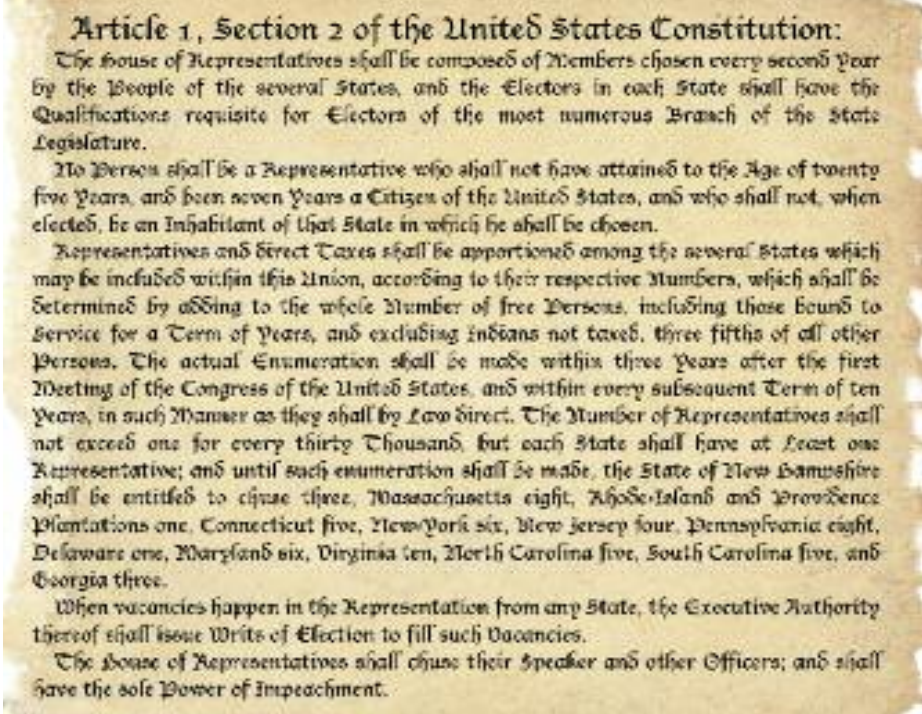 Article 1, Section 2 of the United States Constitution:
The House of Representatives shall be composed of Members chosen every second Year
by the People of the several States, and the Electors in each State shall have the
Qualifications requisite for Electors of the most numerous Branch of the State
Legislature.
No Person shall be a Representative who shall not have attained to the Age of twenty
five Years, and been seven Years a Citizen of the United States, and who shall not, when
elected, be an Inhabitant of that State in which he shall be chosen.
Representatives and direct Taxes shall be apportioned among the several States which
may be included within this Union, according to their respective Numbers, which shall be
determined by adding to the whole Number of free Persons, including those bound to
Service for a Term of Years, and excluding Indians not taxed, three fifths of all other
Persons. The actual Enumeration shall be made within three Years after the first
Meeting of the Congress of the United States, and within every subsequent Term of ten
Years, in such Manner as they shall by Law direct. The Number of Representatives shall
not exceed one for every thirty Thousand, but each State shall have at Least one
Representative; and until such enumeration shall be made, the State of New Hampshire
shall be entitled to chuse three, Massachusetts eight, Rhode-Island and Providence
Plantations one, Connecticut five, New-York six, New Jersey four, Pennsylvania eight,
Delaware one, Maryland six, Virginia ten, North Carolina five, South Carolina five, and
Georgia three.
When vacancies happen in the Representation from any State, the Executive Authority
thereof shall issue Writs of Election to fill such Vacancies.
The House of Representatives shall chuse their Speaker and other Officers; and shall
have the sole Power of Impeachment.